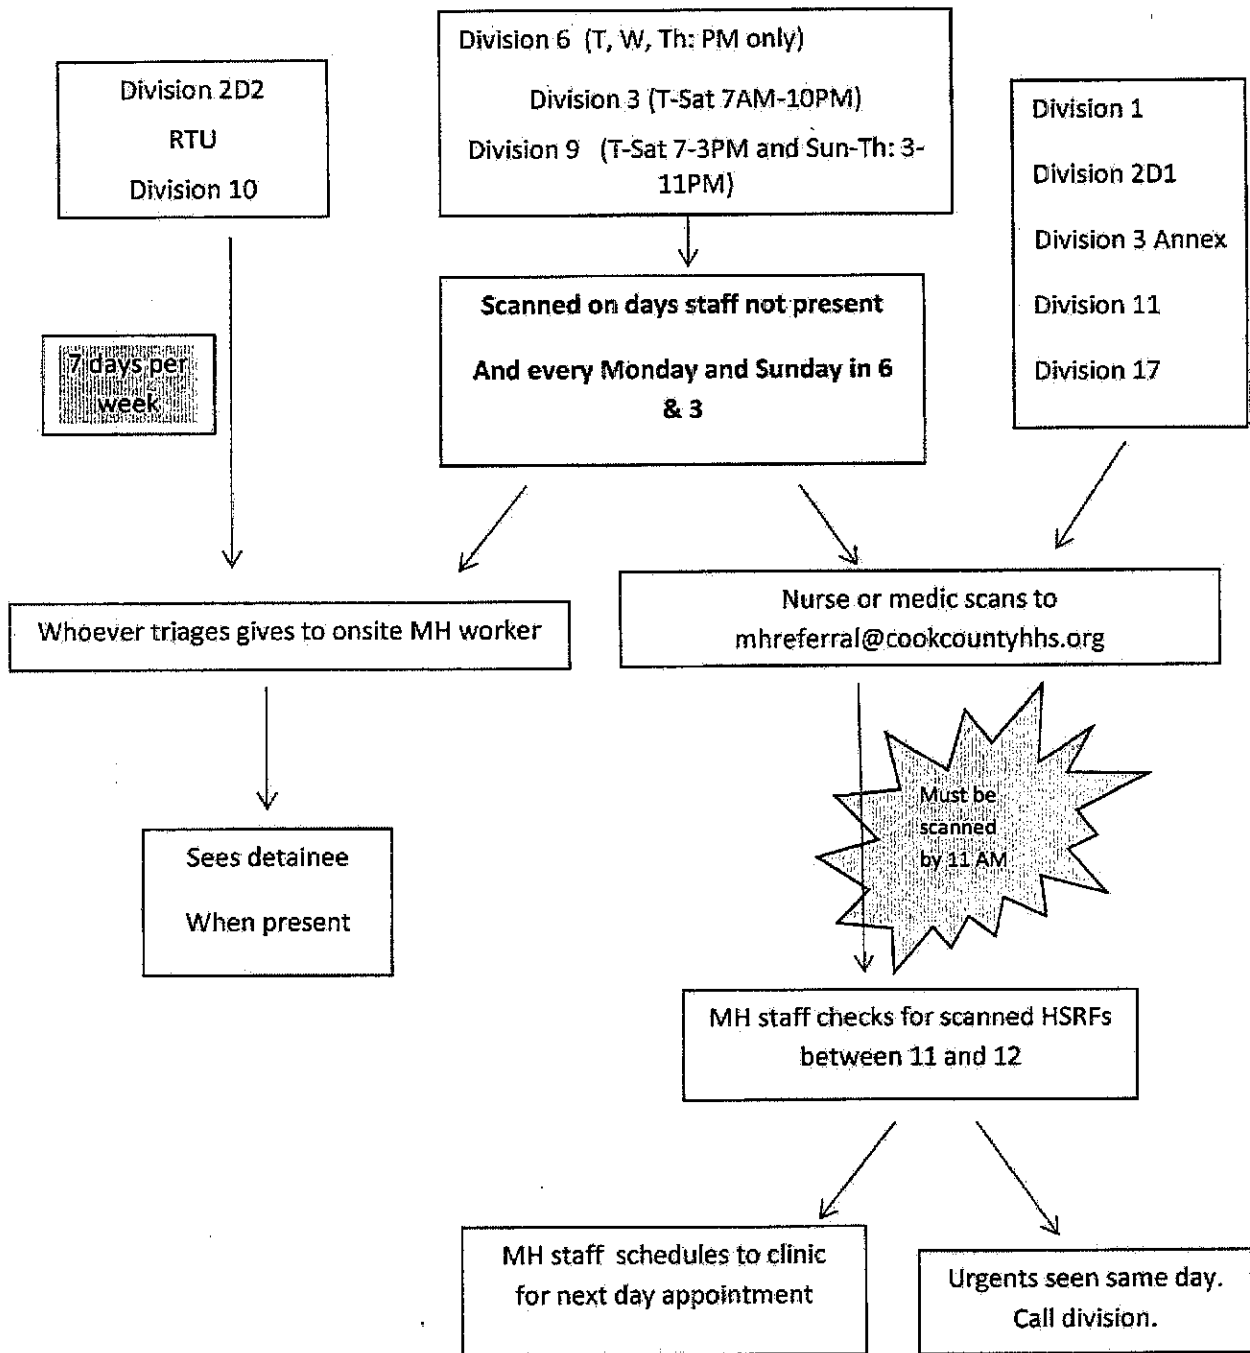 Division 2D2
RTU
Division 10
Division 6 (T, W, Th: PM only)
Division 3 (T-Sat 7AM-10PM)
Division 9 (T-Sat 7-3PM and Sun-Th: 3-
11PM)
Division 1
Division 2D1
Division 3 Annex
Division 11
Division 17
7 days per
week
Scanned on days staff not present
And every Monday and Sunday in 6
& 3
Whoever triages gives to onsite MH worker
Nurse or medic scans to
mhreferral@cookcountyhhs.org
Sees detainee
When present
Must be
scanned
by 11 AM
MH staff checks for scanned HSRFs
between 11 and 12
MH staff schedules to clinic
for next day appointment
Urgents seen same day.
Call division.